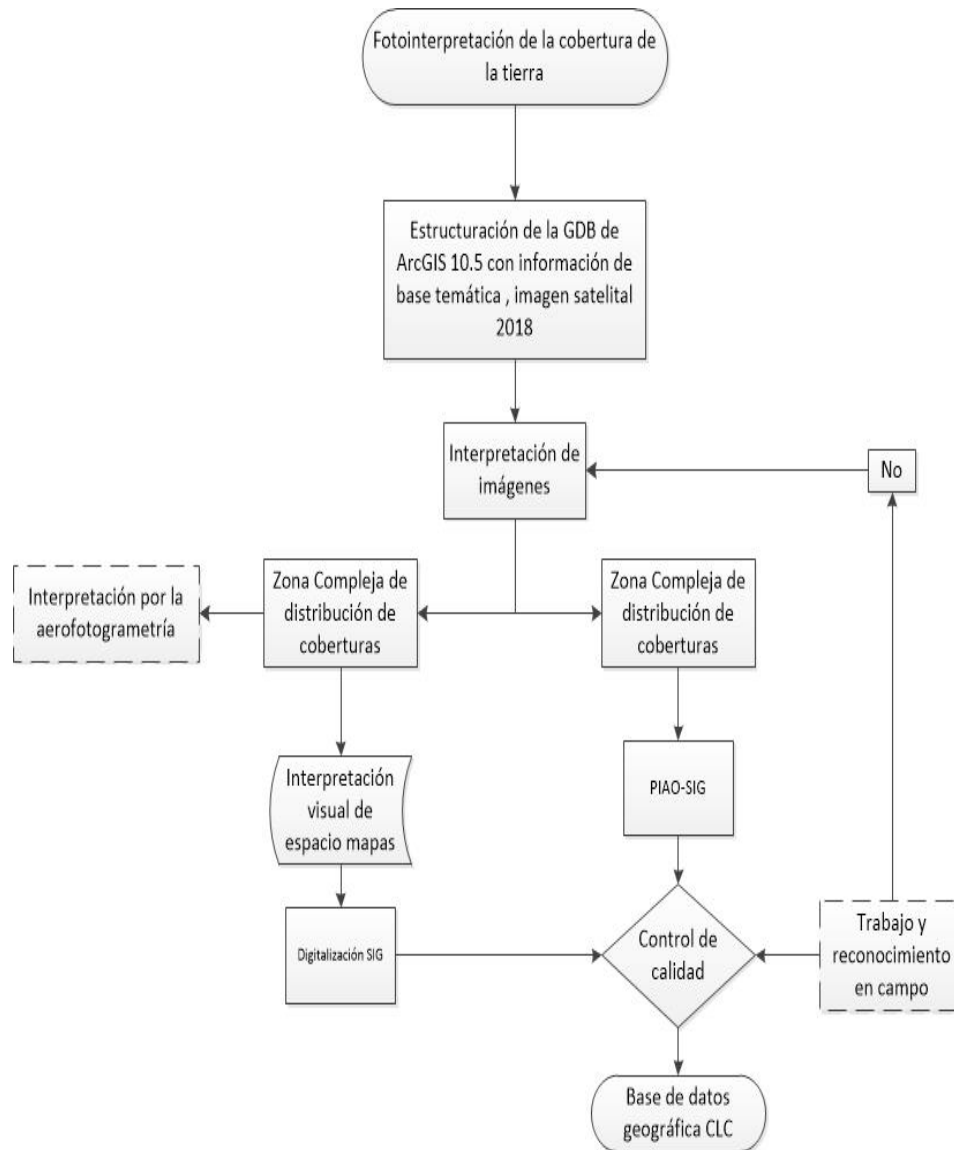 Fotointerpretación de la cobertura de
la tierra
Estructuración de la GDB de
ArcGIS 10.5 con información de
base temática , imagen satelital
2018
Interpretación de
imágenes
No
Interpretación por la
aerofotogrametría
Zona Compleja de
distribución de
coberturas
Zona Compleja de
distribución de
coberturas
Interpretación
visual de
espacio mapas
PIAO-SIG
Digitalización SIG
Control de
calidad
Trabajo y
reconocimiento
en campo
Base de datos
geográfica CLC